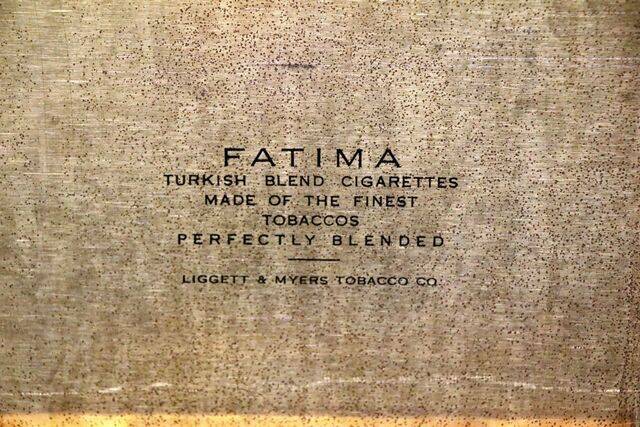 FATIMA
TURKISH BLEND CIGARETTES
MADE OF THE FINEST
TOBACCOS
PERFECTLY BLENDED
LIGGETT & MYERS TOBACCO CO.